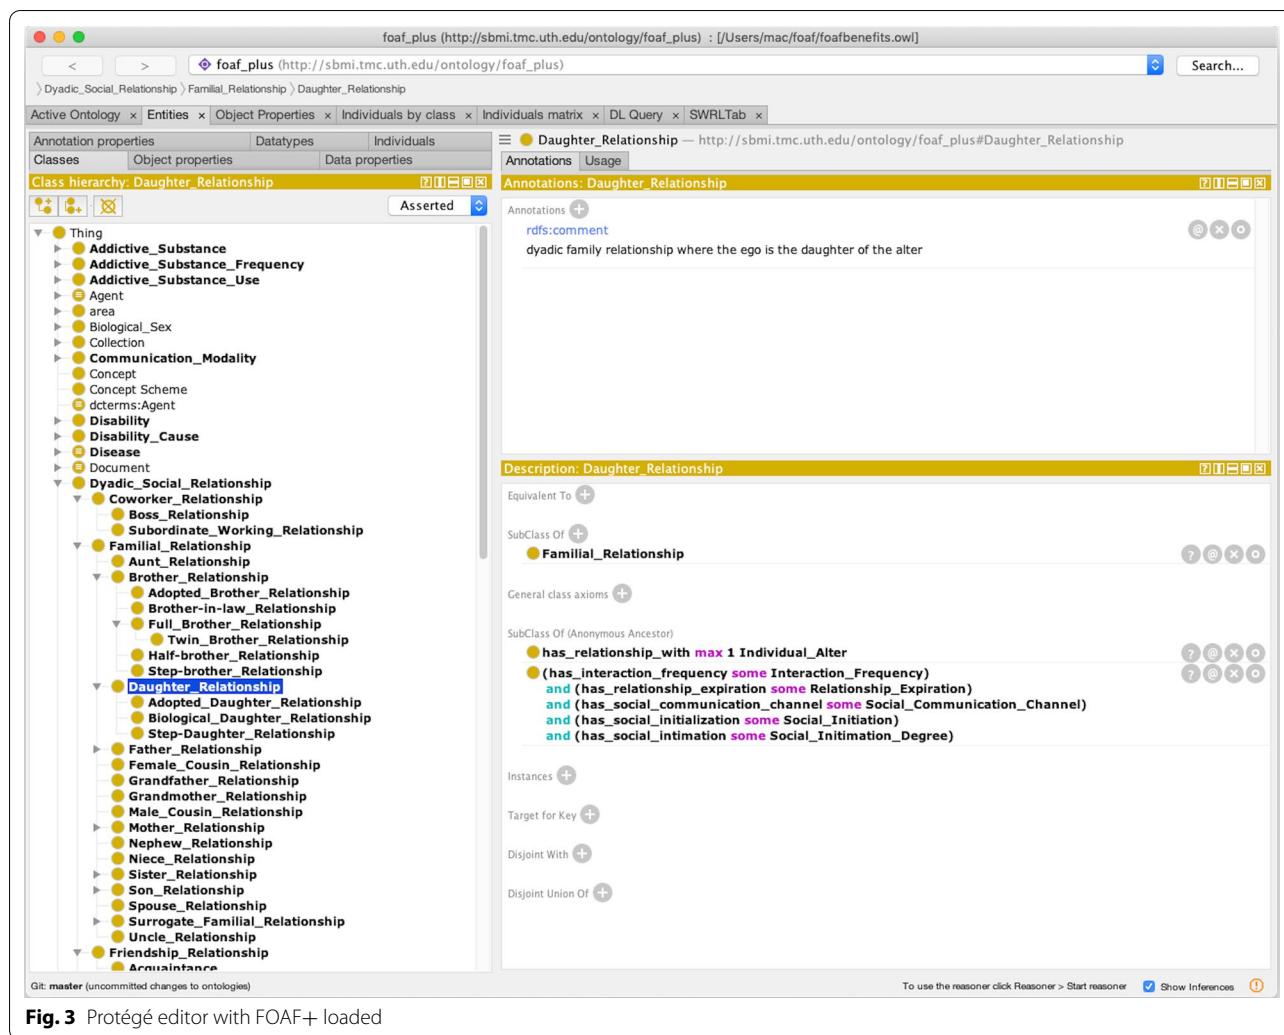 foaf_plus (http://sbmi.tmc.uth.edu/ontology/foaf_plus) : [/Users/mac/foaf/foafbenefits.owl]
< > foaf_plus (http://sbmi.tmc.uth.edu/ontology/foaf_plus) Search...
Dyadic_Social_Relationship Familial_Relationship Daughter_Relationship
Active Ontology × Entities × Object Properties × Individuals by class × Individuals matrix × DL Query × SWRLTab ×
Annotation properties Datatypes Individuals
Classes Object properties Data properties
Class hierarchy: Daughter_Relationship
Asserted
Thing
Addictive_Substance
Addictive_Substance_Frequency
Addictive_Substance_Use
Agent
area
Biological_Sex
Collection
Communication_Modality
Concept
Concept Scheme
dcterms:Agent
Disability
Disability_Cause
Disease
Document
Dyadic_Social_Relationship
Coworker_Relationship
Boss_Relationship
Subordinate_Working_Relationship
Familial_Relationship
Aunt_Relationship
Brother_Relationship
Adopted_Brother_Relationship
Brother-in-law_Relationship
Full_Brother_Relationship
Twin_Brother_Relationship
Half-brother_Relationship
Step-brother_Relationship
Daughter_Relationship
Adopted_Daughter_Relationship
Biological_Daughter_Relationship
Step-Daughter_Relationship
Father_Relationship
Female_Cousin_Relationship
Grandfather_Relationship
Grandmother_Relationship
Male_Cousin_Relationship
Mother_Relationship
Nephew_Relationship
Niece_Relationship
Sister_Relationship
Son_Relationship
Spouse_Relationship
Surrogate_Familial_Relationship
Uncle_Relationship
Friendship_Relationship
Acquaintance
Daughter_Relationship — http://sbmi.tmc.uth.edu/ontology/foaf_plus#Daughter_Relationship
Annotations Usage
Annotations: Daughter_Relationship
Annotations
rdfs:comment
dyadic family relationship where the ego is the daughter of the alter
Description: Daughter_Relationship
Equivalent To
SubClass Of
Familial_Relationship
General class axioms
SubClass Of (Anonymous Ancestor)
has_relationship_with max 1 Individual_Alter
(has_interaction_frequency some Interaction_Frequency)
and (has_relationship_expiration some Relationship_Expiration)
and (has_social_communication_channel some Social_Communication_Channel)
and (has_social_initialization some Social_Initiation)
and (has_social_intimation some Social_Initimation_Degree)
Instances
Target for Key
Disjoint With
Disjoint Union Of
Git: master (uncommitted changes to ontologies) To use the reasoner click Reasoner > Start reasoner Show Inferences
Fig. 3 Protégé editor with FOAF+ loaded